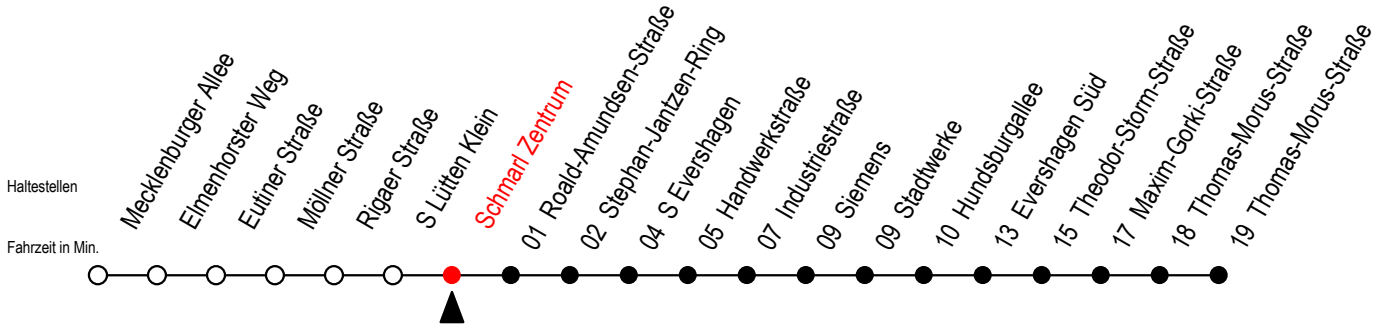 Haltestellen
Fahrzeit in Min.
Mecklenburger Allee
Elmenhorster Weg
Eutiner Straße
Möllner Straße
Rigaer Straße
S Lütten Klein
Schmarl Zentrum
01 Roald-Amundsen-Straße
02 Stephan-Jantzen-Ring
04 S Evershagen
05 Handwerkstraße
07 Industriestraße
09 Siemens
09 Stadtwerke
10 Hundsburgallee
13 Evershagen Süd
15 Theodor-Storm-Straße
17 Maxim-Gorki-Straße
18 Thomas-Morus-Straße
19 Thomas-Morus-Straße